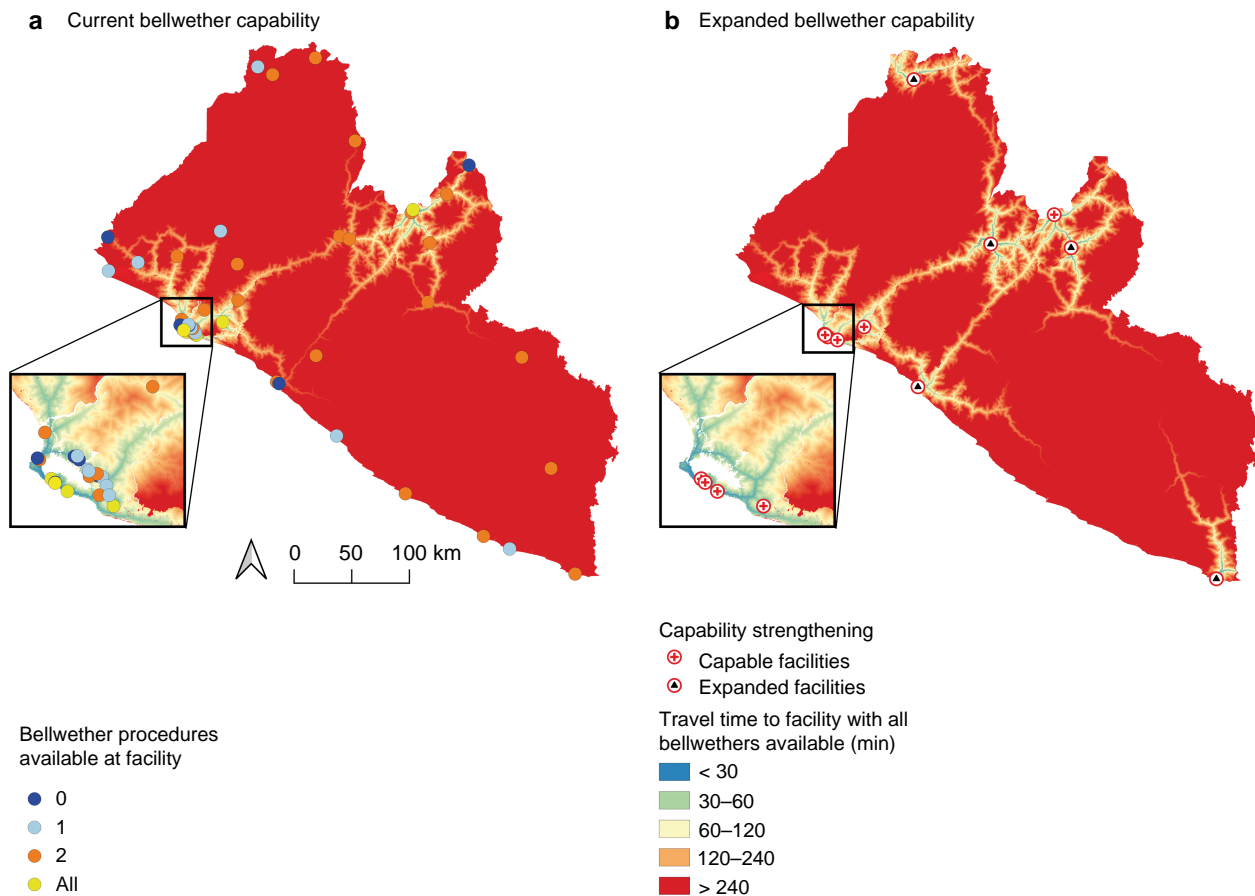 a Current bellwether capability
b Expanded bellwether capability
0 50 100 km
Bellwether procedures
available at facility
0
1
2
All
Capability strengthening
Capable facilities
Expanded facilities
Travel time to facility with all
bellwethers available (min)
< 30
30–60
60–120
120–240
> 240